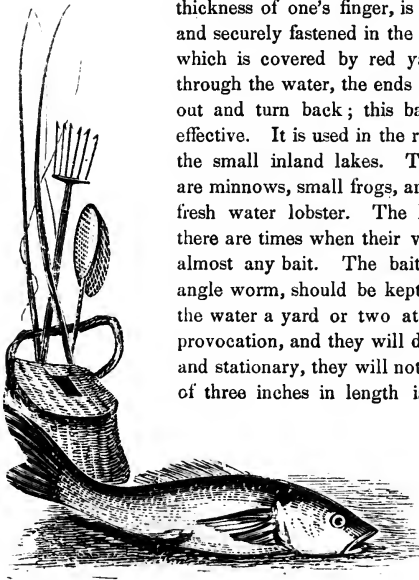 thickness of one's finger, is
and securely fastened in the
which is covered by red
through the water, the ends
out and turn back; this
effective. It is used in the
the small inland lakes.
are minnows, small frogs,
fresh water lobster. The
there are times when their
almost any bait. The bait
angle worm, should be kept
the water a yard or two at
provocation, and they will
and stationary, they will not
of three inches in length